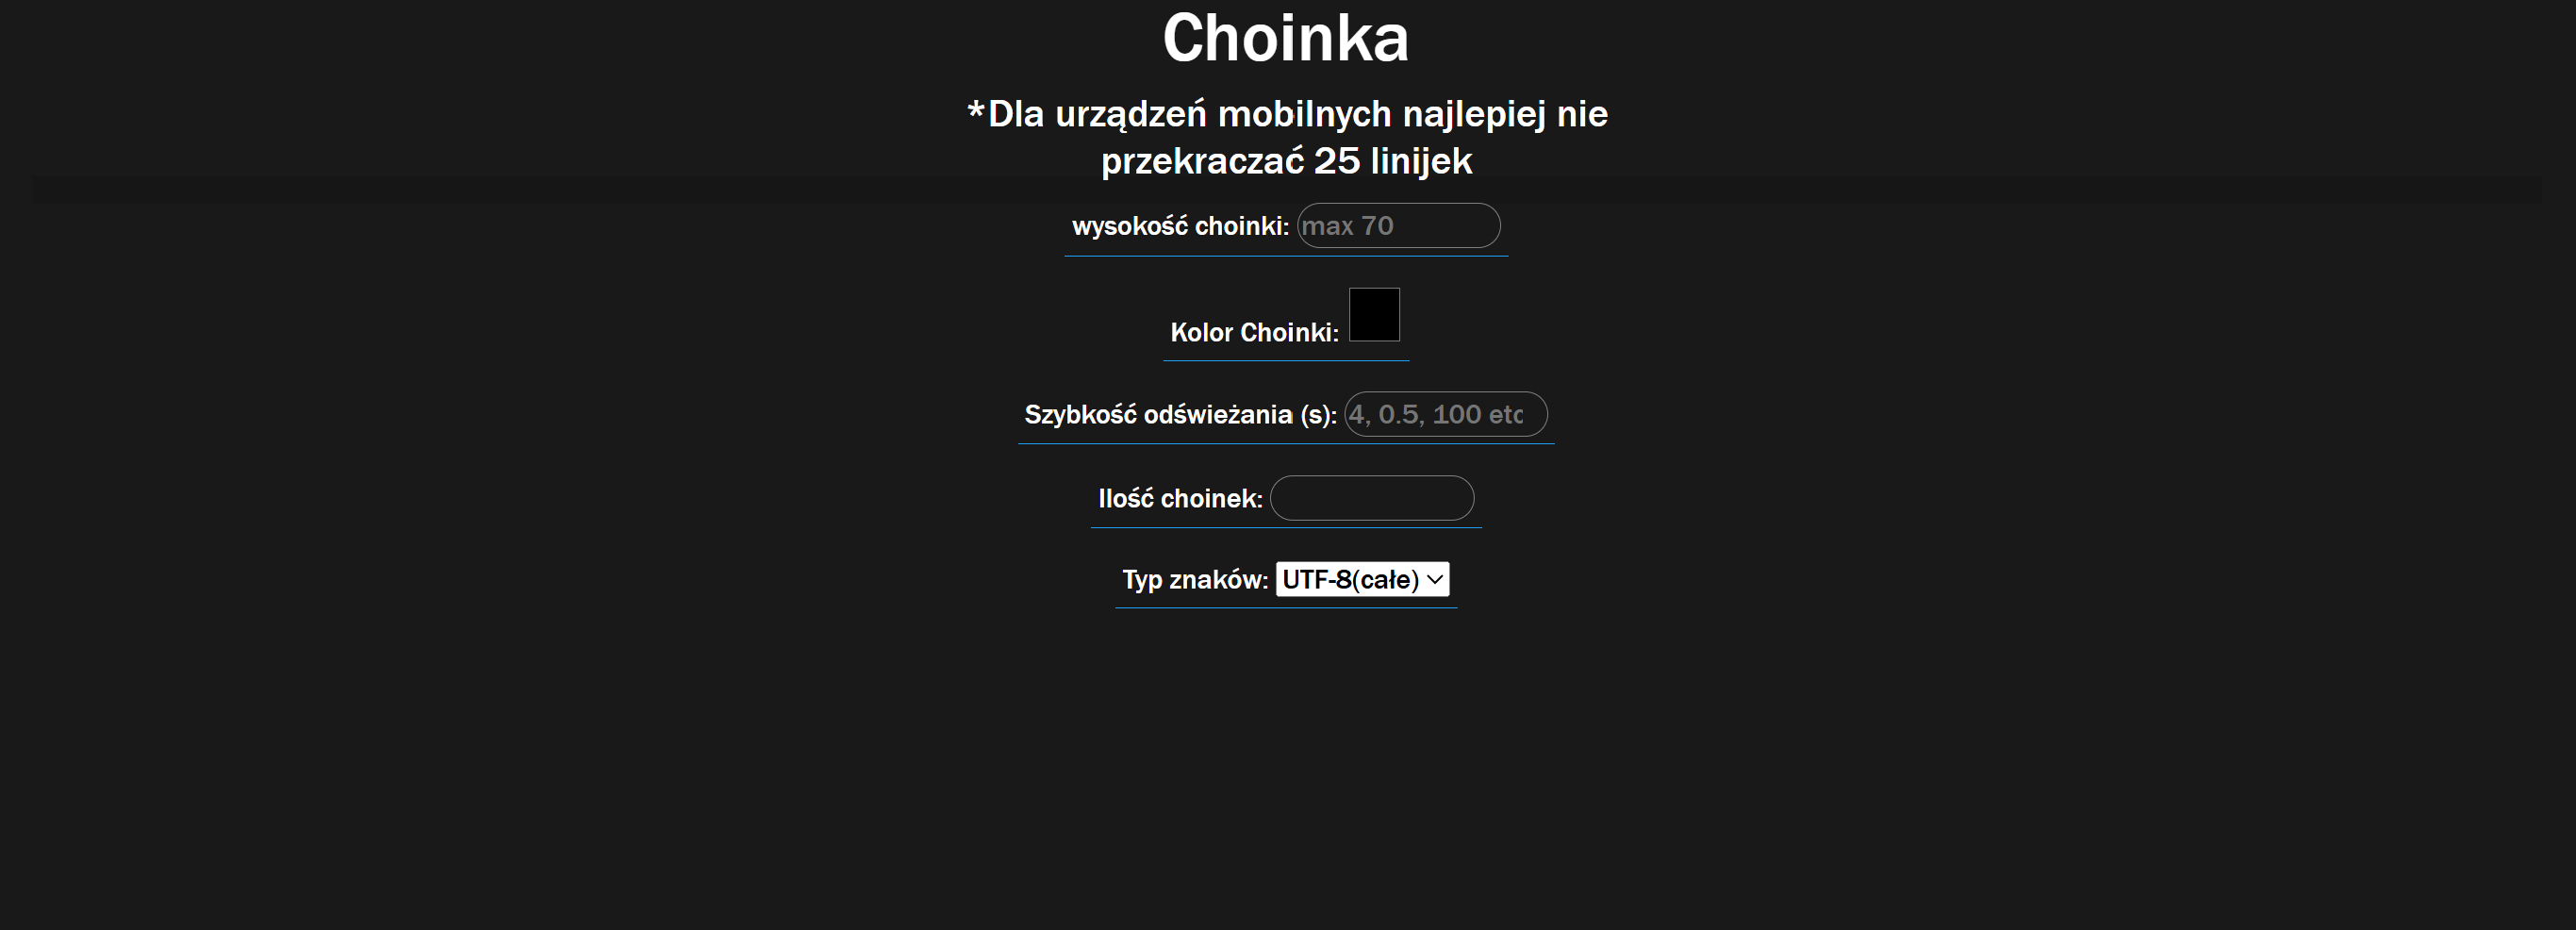 Choinka
*Dla urządzeń mobilnych najlepiej nie
przekraczać 25 linijek
wysokość choinki: max 70
Kolor Choinki:
Szybkość odświeżania (s): 4, 0.5, 100 etc
Ilość choinek:
Typ znaków: UTF-8(całe)